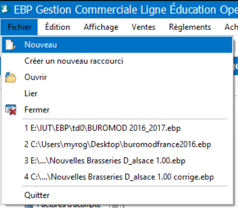 EBP Gestion Commerciale Ligne Éducation Ope
Fichier Édition Affichage Ventes Règlements Ach
Nouveau
Créer un nouveau raccourci
Ouvrir
Lier
Fermer
1 E:\IUT\EBP\td0\BUROMOD 2016_2017.ebp
2 C:\Users\myrog\Desktop\buromodfrance2016.ebp
3 E:\...\Nouvelles Brasseries D_alsace 1.00.ebp
4 C:\...\Nouvelles Brasseries D_alsace 1.00 corrige.ebp
Quitter
Factures d'acompte